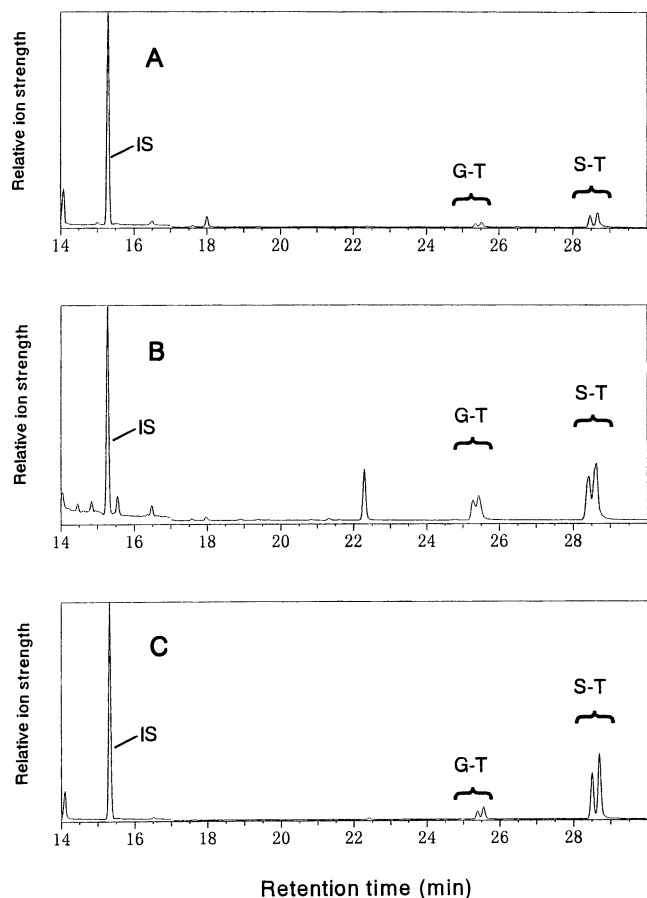 Relative ion strength
A
IS
G-T
S-T
14 16 18 20 22 24 26 28
Relative ion strength
B
IS
G-T
S-T
14 16 18 20 22 24 26 28
Relative ion strength
C
IS
G-T
S-T
14 16 18 20 22 24 26 28
Retention time (min)